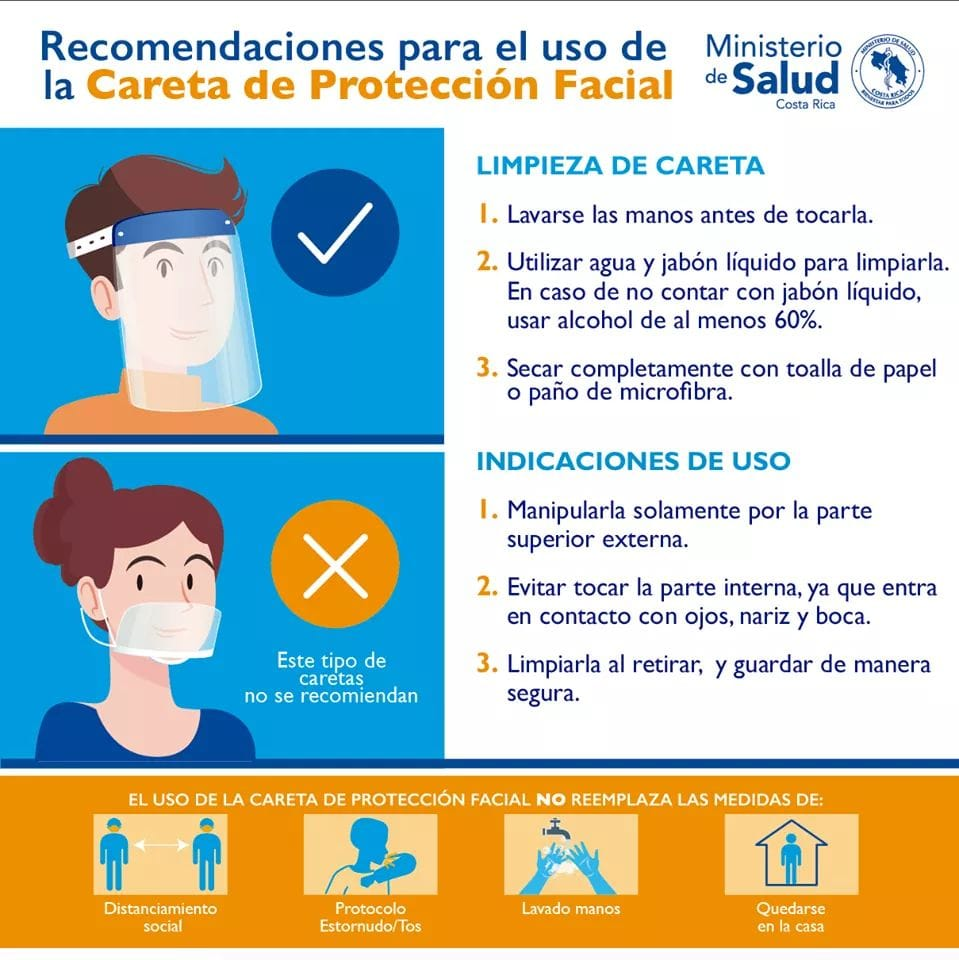 Recomendaciones para el uso de
la Careta de Protección Facial
Ministerio
de Salud
Costa Rica
MINISTERIO DE SALUD
COSTA RICA
BIENESTAR PARA TODOS
LIMPIEZA DE CARETA
1. Lavarse las manos antes de tocarla.
2. Utilizar agua y jabón líquido para limpiarla.
En caso de no contar con jabón líquido,
usar alcohol de al menos 60%.
3. Secar completamente con toalla de papel
o paño de microfibra.
Este tipo de
caretas
no se recomiendan
INDICACIONES DE USO
1. Manipularla solamente por la parte
superior externa.
2. Evitar tocar la parte interna, ya que entra
en contacto con ojos, nariz y boca.
3. Limpiarla al retirar, y guardar de manera
segura.
EL USO DE LA CARETA DE PROTECCIÓN FACIAL NO REEMPLAZA LAS MEDIDAS DE:
Distanciamiento
social
Protocolo
Estornudo/Tos
Lavado manos
Quedarse
en la casa